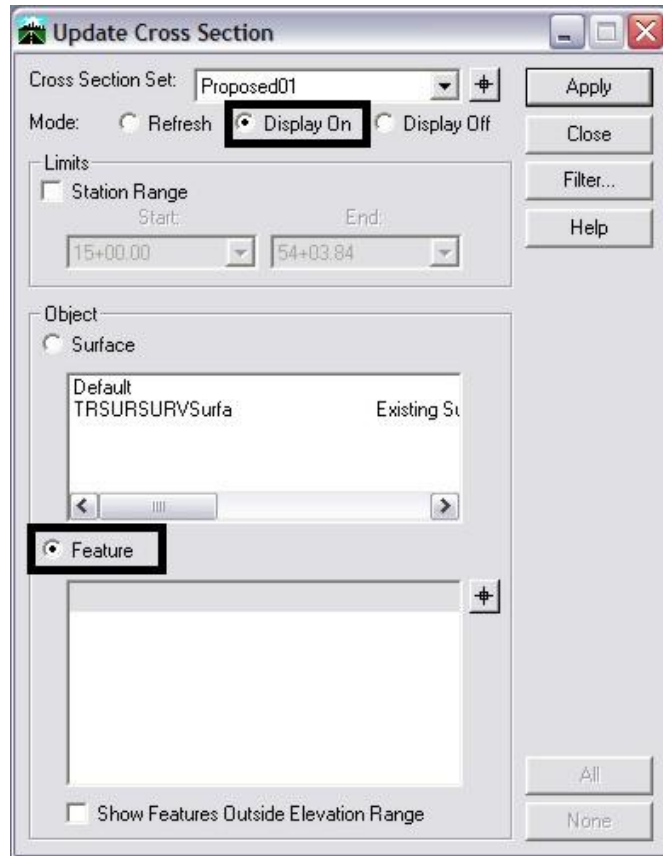 Update Cross Section
Cross Section Set: Proposed01
Apply
Mode: Refresh Display On Display Off
Close
Limits
Filter...
Station Range
Start: End:
Help
15+00.00 54+03.84
Object
Surface
Default
TRSURSURVSurfa Existing Su
Feature
All
Show Features Outside Elevation Range
None